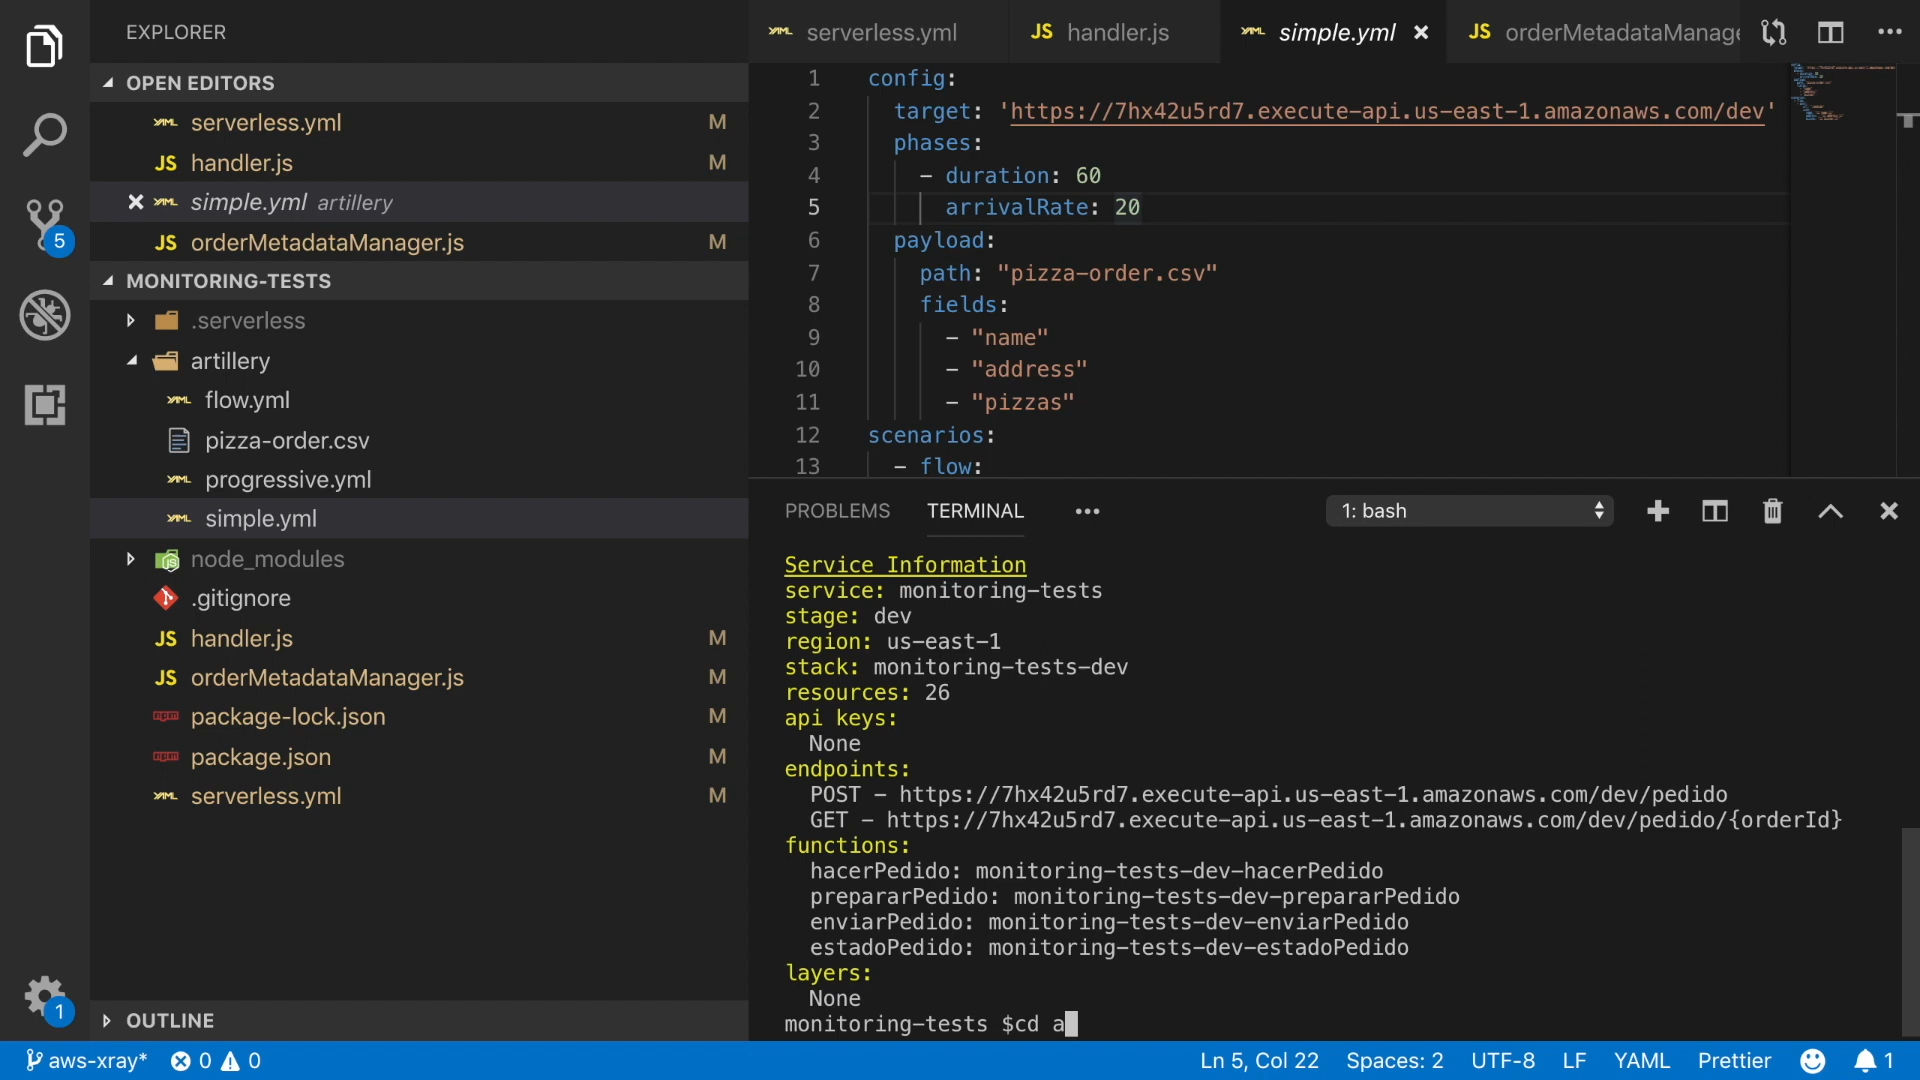 EXPLORER
OPEN EDITORS
serverless.yml M
JS handler.js M
simple.yml artillery
JS orderMetadataManager.js M
MONITORING-TESTS
.serverless
artillery
flow.yml
pizza-order.csv
progressive.yml
simple.yml
node_modules
.gitignore
JS handler.js M
JS orderMetadataManager.js M
package-lock.json M
package.json M
serverless.yml M
OUTLINE
5
1
serverless.yml JS handler.js simple.yml JS orderMetadataManage
1 config:
2 target: 'https://7hx42u5rd7.execute-api.us-east-1.amazonaws.com/dev'
3 phases:
4 - duration: 60
5 arrivalRate: 20
6 payload:
7 path: "pizza-order.csv"
8 fields:
9 - "name"
10 - "address"
11 - "pizzas"
12 scenarios:
13 - flow:
PROBLEMS TERMINAL ••• 1: bash
Service Information
service: monitoring-tests
stage: dev
region: us-east-1
stack: monitoring-tests-dev
resources: 26
api keys:
None
endpoints:
POST - https://7hx42u5rd7.execute-api.us-east-1.amazonaws.com/dev/pedido
GET - https://7hx42u5rd7.execute-api.us-east-1.amazonaws.com/dev/pedido/{orderId}
functions:
hacerPedido: monitoring-tests-dev-hacerPedido
prepararPedido: monitoring-tests-dev-prepararPedido
enviarPedido: monitoring-tests-dev-enviarPedido
estadoPedido: monitoring-tests-dev-estadoPedido
layers:
None
monitoring-tests $cd a
aws-xray* 0 0 Ln 5, Col 22 Spaces: 2 UTF-8 LF YAML Prettier 1